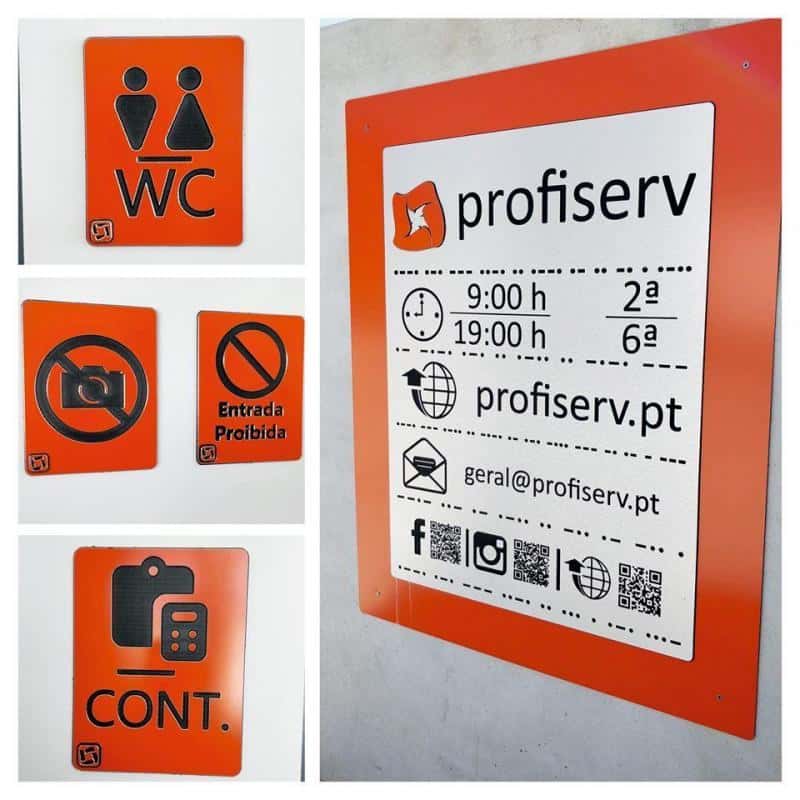 WC
Entrada
Proibida
CONT.
profiserv
9:00 h 2ª
19:00 h 6ª
profiserv.pt
geral@profiserv.pt